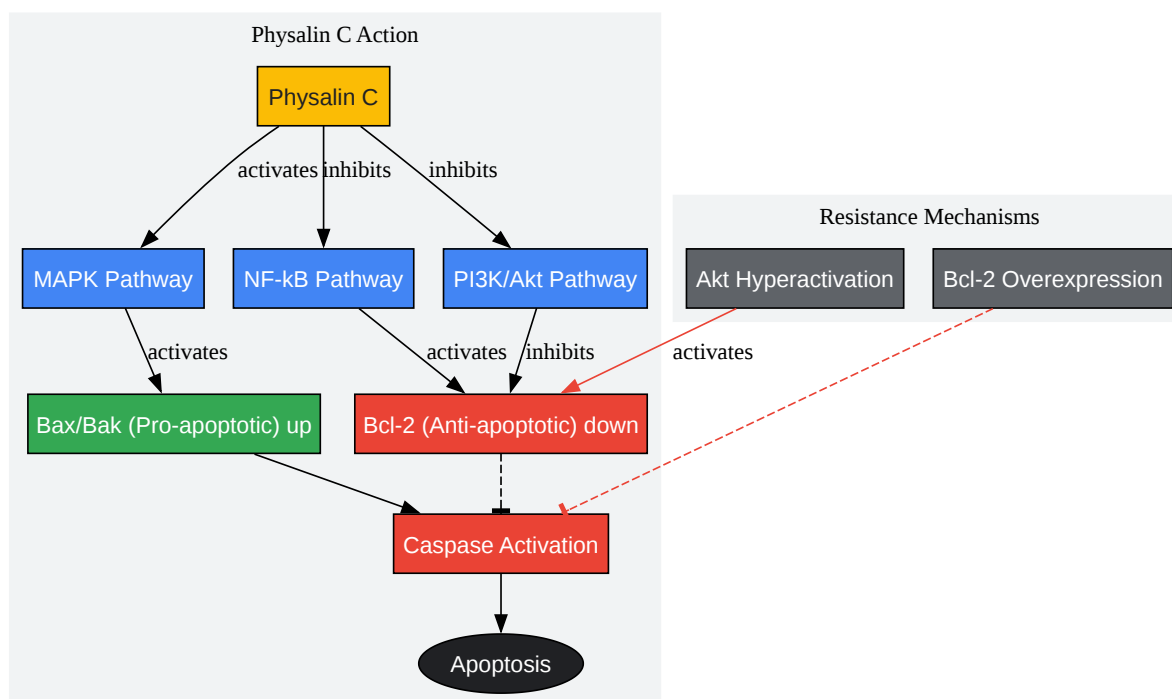 Physalin C Action
Physalin C
activates
inhibits
inhibits
Resistance Mechanisms
MAPK Pathway
NF-kB Pathway
PI3K/Akt Pathway
Akt Hyperactivation
Bcl-2 Overexpression
activates
activates
inhibits
activates
Bax/Bak (Pro-apoptotic) up
Bcl-2 (Anti-apoptotic) down
Caspase Activation
Apoptosis